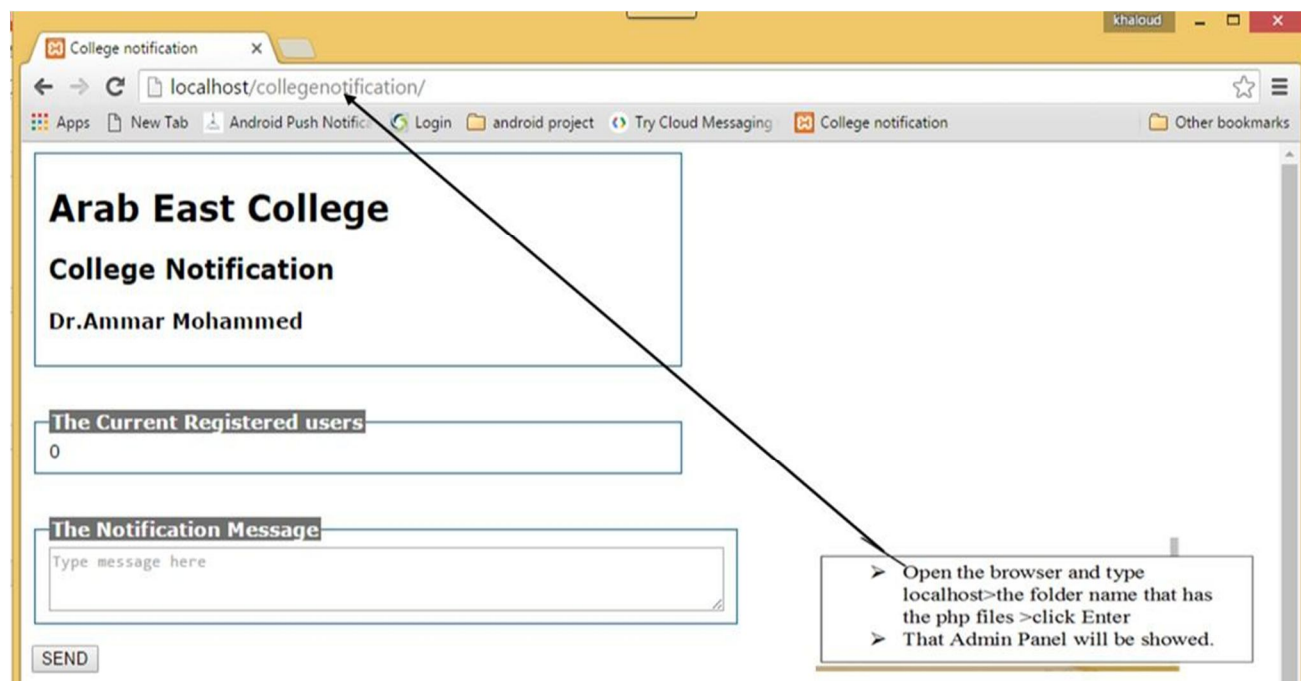 khaloud
College notification
localhost/collegenotification/
Apps New Tab Android Push Notific Login android project Try Cloud Messaging College notification Other bookmarks
Arab East College
College Notification
Dr.Ammar Mohammed
The Current Registered users
0
The Notification Message
Type message here
SEND
➤ Open the browser and type
localhost>the folder name that has
the php files >click Enter
➤ That Admin Panel will be showed.